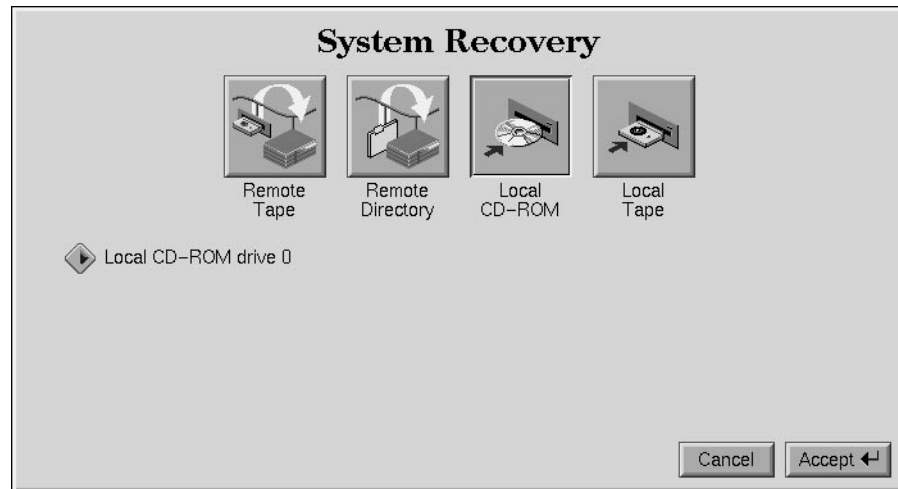 System Recovery
Remote
Tape
Remote
Directory
Local
CD-ROM
Local
Tape
Local CD-ROM drive 0
Cancel
Accept